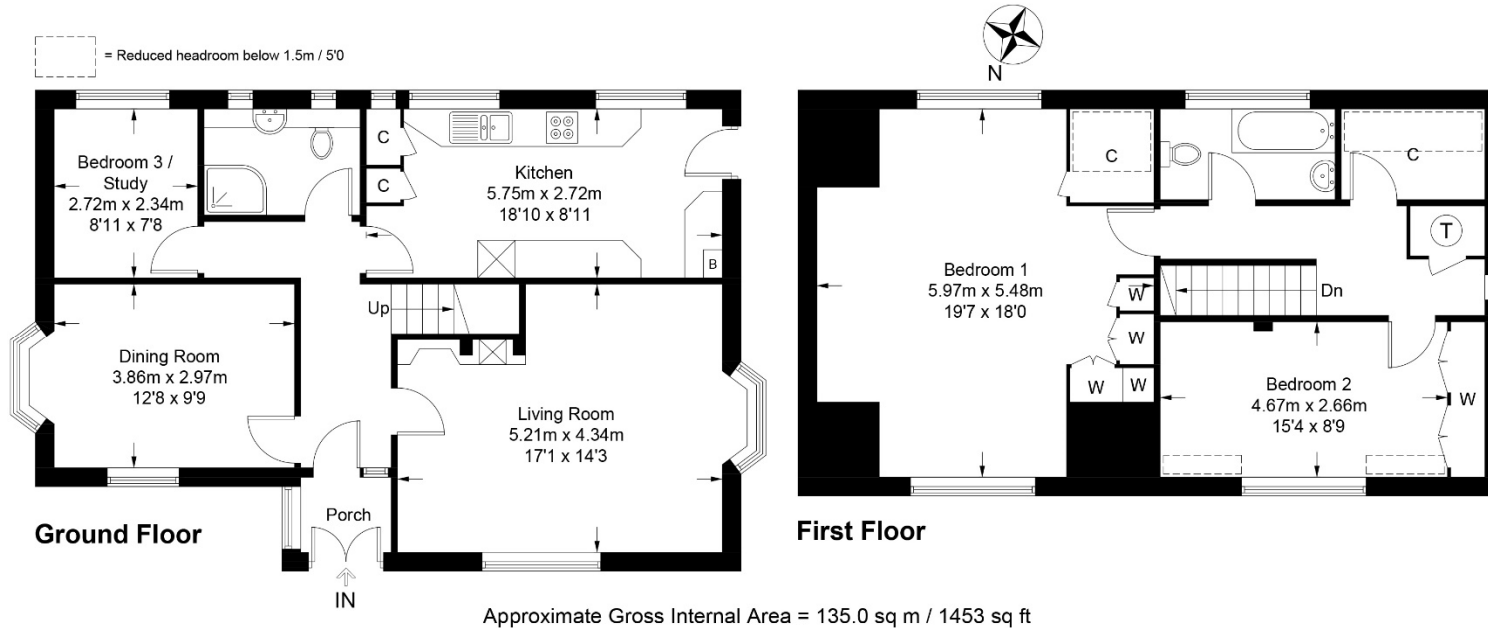 = Reduced headroom below 1.5m / 5'0
N
Bedroom 3 /
Study
2.72m x 2.34m
8'11 x 7'8
C
C
Kitchen
5.75m x 2.72m
18'10 x 8'11
B
Up
Dining Room
3.86m x 2.97m
12'8 x 9'9
Living Room
5.21m x 4.34m
17'1 x 14'3
Porch
IN
Ground Floor
C
C
T
Bedroom 1
5.97m x 5.48m
19'7 x 18'0
W
W
W
W
Dn
Bedroom 2
4.67m x 2.66m
15'4 x 8'9
W
First Floor
Approximate Gross Internal Area = 135.0 sq m / 1453 sq ft